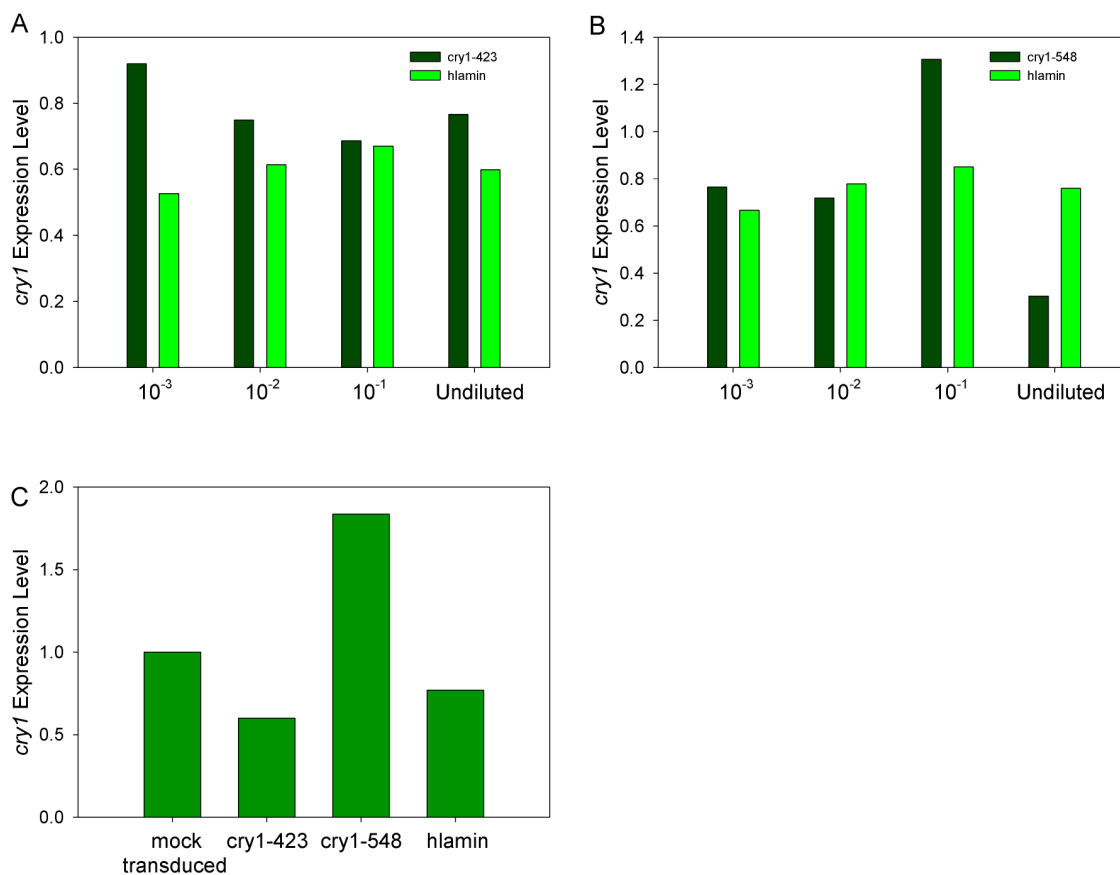 A
cry1 Expression Level
1.0
0.8
0.6
0.4
0.2
0.0
cry1-423
hlamin
10⁻³ 10⁻² 10⁻¹ Undiluted
B
cry1 Expression Level
1.4
1.2
1.0
0.8
0.6
0.4
0.2
0.0
cry1-548
hlamin
10⁻³ 10⁻² 10⁻¹ Undiluted
C
cry1 Expression Level
2.0
1.5
1.0
0.5
0.0
mock transduced
cry1-423
cry1-548
hlamin